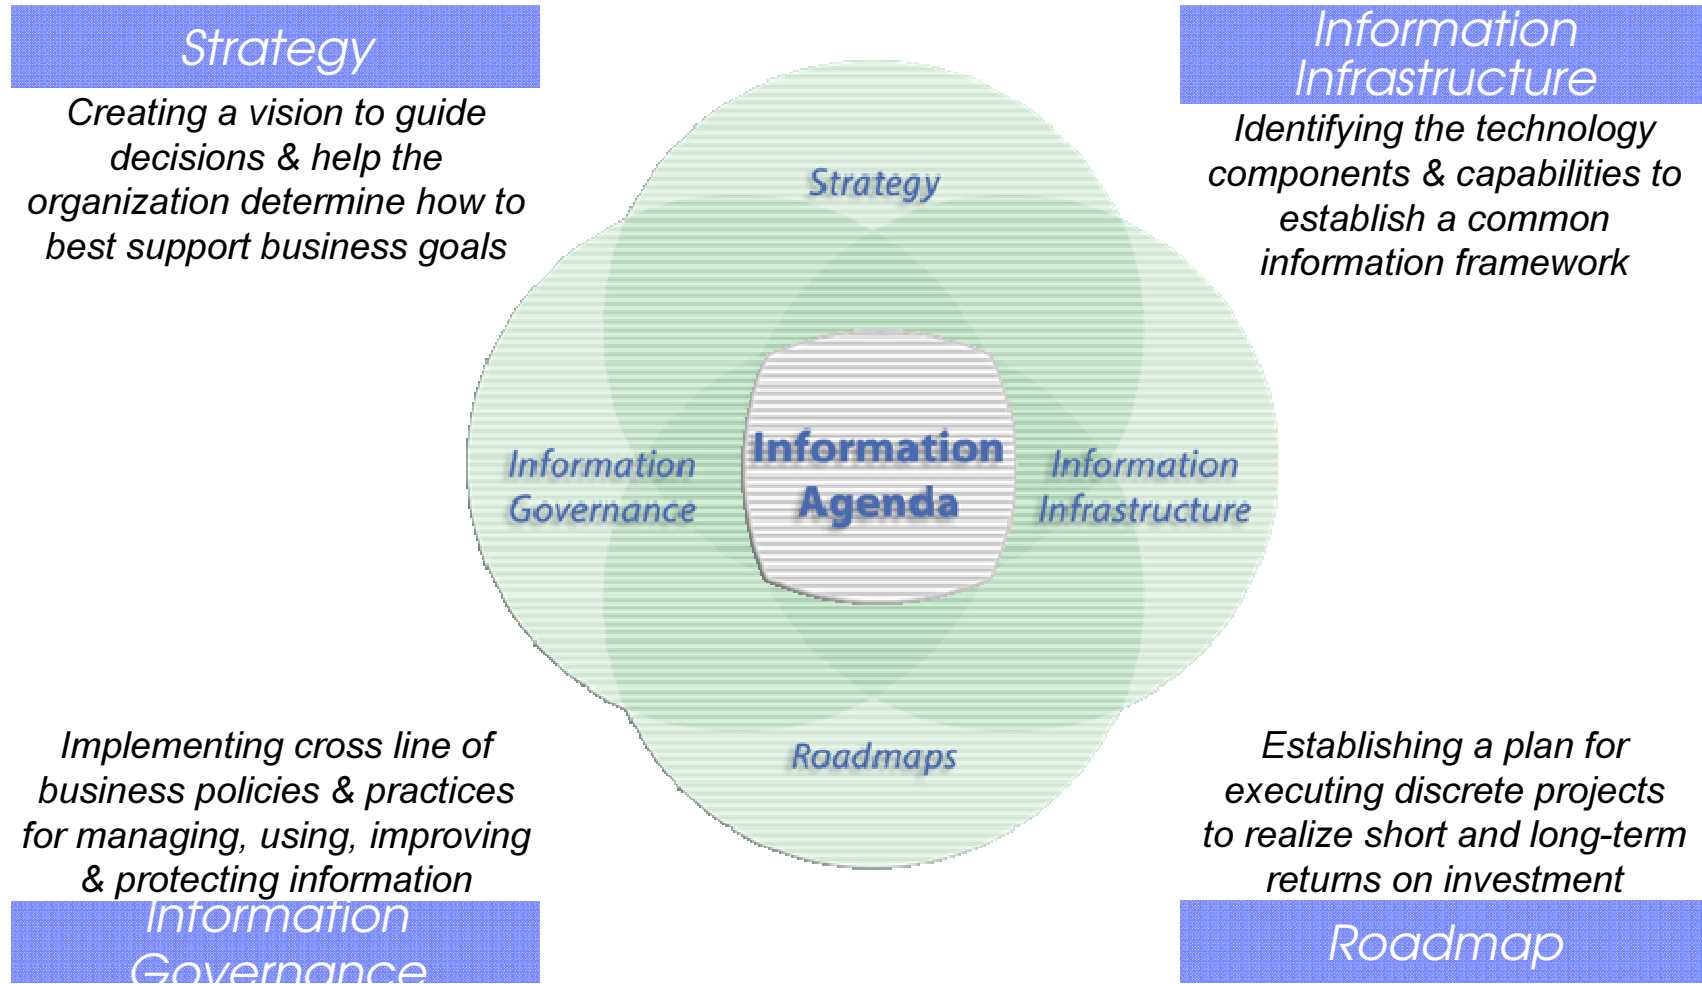 Strategy
Creating a vision to guide
decisions & help the
organization determine how to
best support business goals
Information
Infrastructure
Identifying the technology
components & capabilities to
establish a common
information framework
Strategy
Information
Governance
Information
Agenda
Information
Infrastructure
Roadmaps
Implementing cross line of
business policies & practices
for managing, using, improving
& protecting information
Information
Governance
Establishing a plan for
executing discrete projects
to realize short and long-term
returns on investment
Roadmap